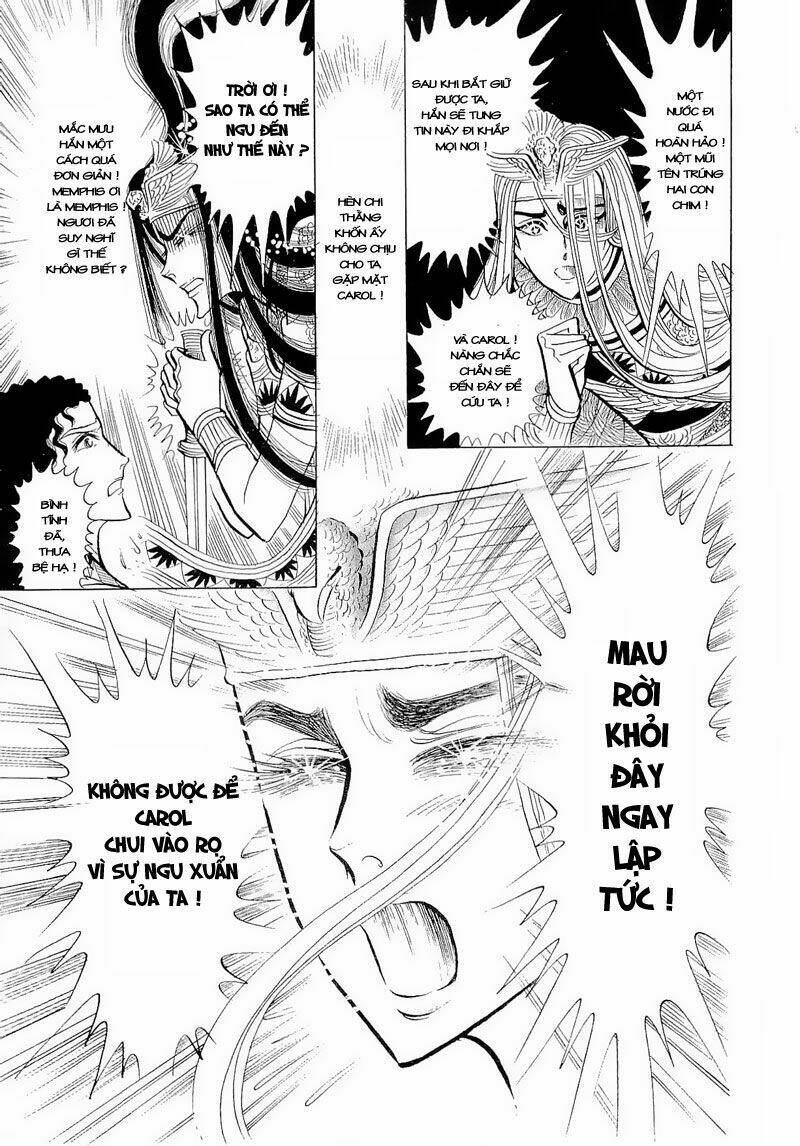 MỘT
NƯỚC ĐI
QUÁ
HOÀN HẢO !
MỘT MŨI
TÊN TRÚNG
HAI CON
CHIM !
SAU KHI BẮT GIỮ
ĐƯỢC TA,
HẮN SẼ TUNG
TIN NÀY ĐI KHẮP
MỌI NƠI !
VÀ CAROL !
NÀNG CHẮC
CHẮN SẼ
ĐẾN ĐÂY ĐỂ
CỨU TA !
HÈN CHI
THẰNG
KHỐN ẤY
KHÔNG CHỊU
CHO TA
GẶP MẶT
CAROL !
TRỜI ƠI !
SAO TA CÓ THỂ
NGU ĐẾN
NHƯ THẾ NÀY ?
MẮC MƯU
HẮN MỘT
CÁCH QUÁ
ĐƠN GIẢN !
MEMPHIS ƠI
LÀ MEMPHIS !
NGƯƠI ĐÃ
SUY NGHĨ
GÌ THẾ
KHÔNG BIẾT ?
BÌNH
TĨNH
ĐÃ,
THƯA
BỆ HẠ !
MAU
RỜI
KHỎI
ĐÂY
NGAY
LẬP
TỨC !
KHÔNG ĐƯỢC ĐỂ
CAROL
CHUI VÀO RỌ
VÌ SỰ NGU XUẨN
CỦA TA !